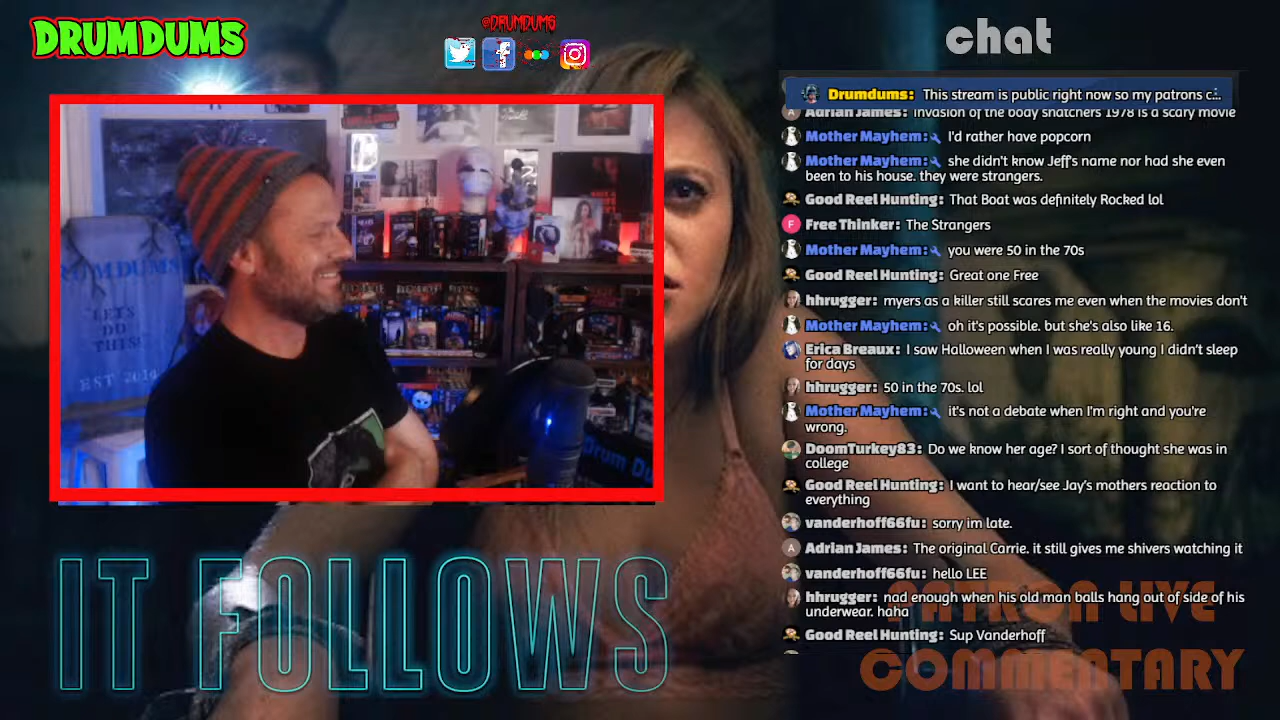 DRUMDUMS
@DRUMDUMS
chat
Drumdums: This stream is public right now so my patrons c...
Adrian James: invasion of the body snatchers 1978 is a scary movie
Mother Mayhem: I'd rather have popcorn
Mother Mayhem: she didn't know Jeff's name nor had she even
been to his house. they were strangers.
Good Reel Hunting: That Boat was definitely Rocked lol
F Free Thinker: The Strangers
Mother Mayhem: you were 50 in the 70s
Good Reel Hunting: Great one Free
hhrugger: myers as a killer still scares me even when the movies don't
Mother Mayhem: oh it's possible. but she's also like 16.
Erica Breaux: I saw Halloween when I was really young I didn't sleep
for days
hhrugger: 50 in the 70s. lol
Mother Mayhem: it's not a debate when I'm right and you're
wrong.
DoomTurkey83: Do we know her age? I sort of thought she was in
college
Good Reel Hunting: I want to hear/see Jay's mothers reaction to
everything
vanderhoff66fu: sorry im late.
A Adrian James: The original Carrie. it still gives me shivers watching it
vanderhoff66fu: hello LEE
hhrugger: nad enough when his old man balls hang out of side of his
underwear. haha
Good Reel Hunting: Sup Vanderhoff
LET'S
DO
THIS
EST 2014
Drum Du
IT FOLLOWS
PATRON LIVE
COMMENTARY